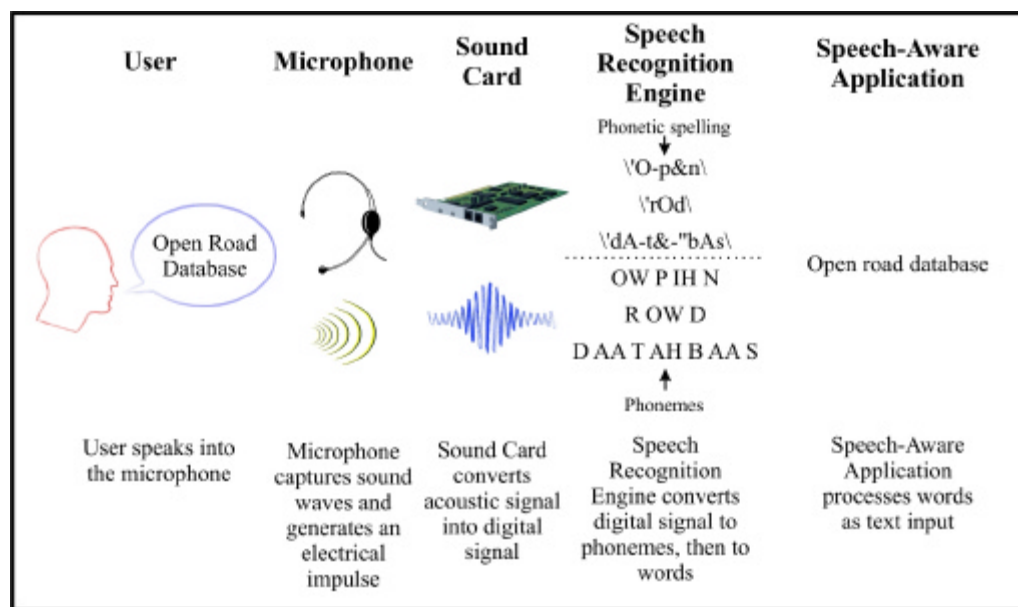 User
Microphone
Sound
Card
Speech
Recognition
Engine
Speech-Aware
Application
Open Road
Database
Phonetic spelling
\'O-p&n\
\'rOd\
\'dA-t&-"bAs\
OW P IH N
R OW D
D AA T AH B AA S
Phonemes
Open road database
User speaks into
the microphone
Microphone
captures sound
waves and
generates an
electrical
impulse
Sound Card
converts
acoustic signal
into digital
signal
Speech
Recognition
Engine converts
digital signal to
phonemes, then to
words
Speech-Aware
Application
processes words
as text input